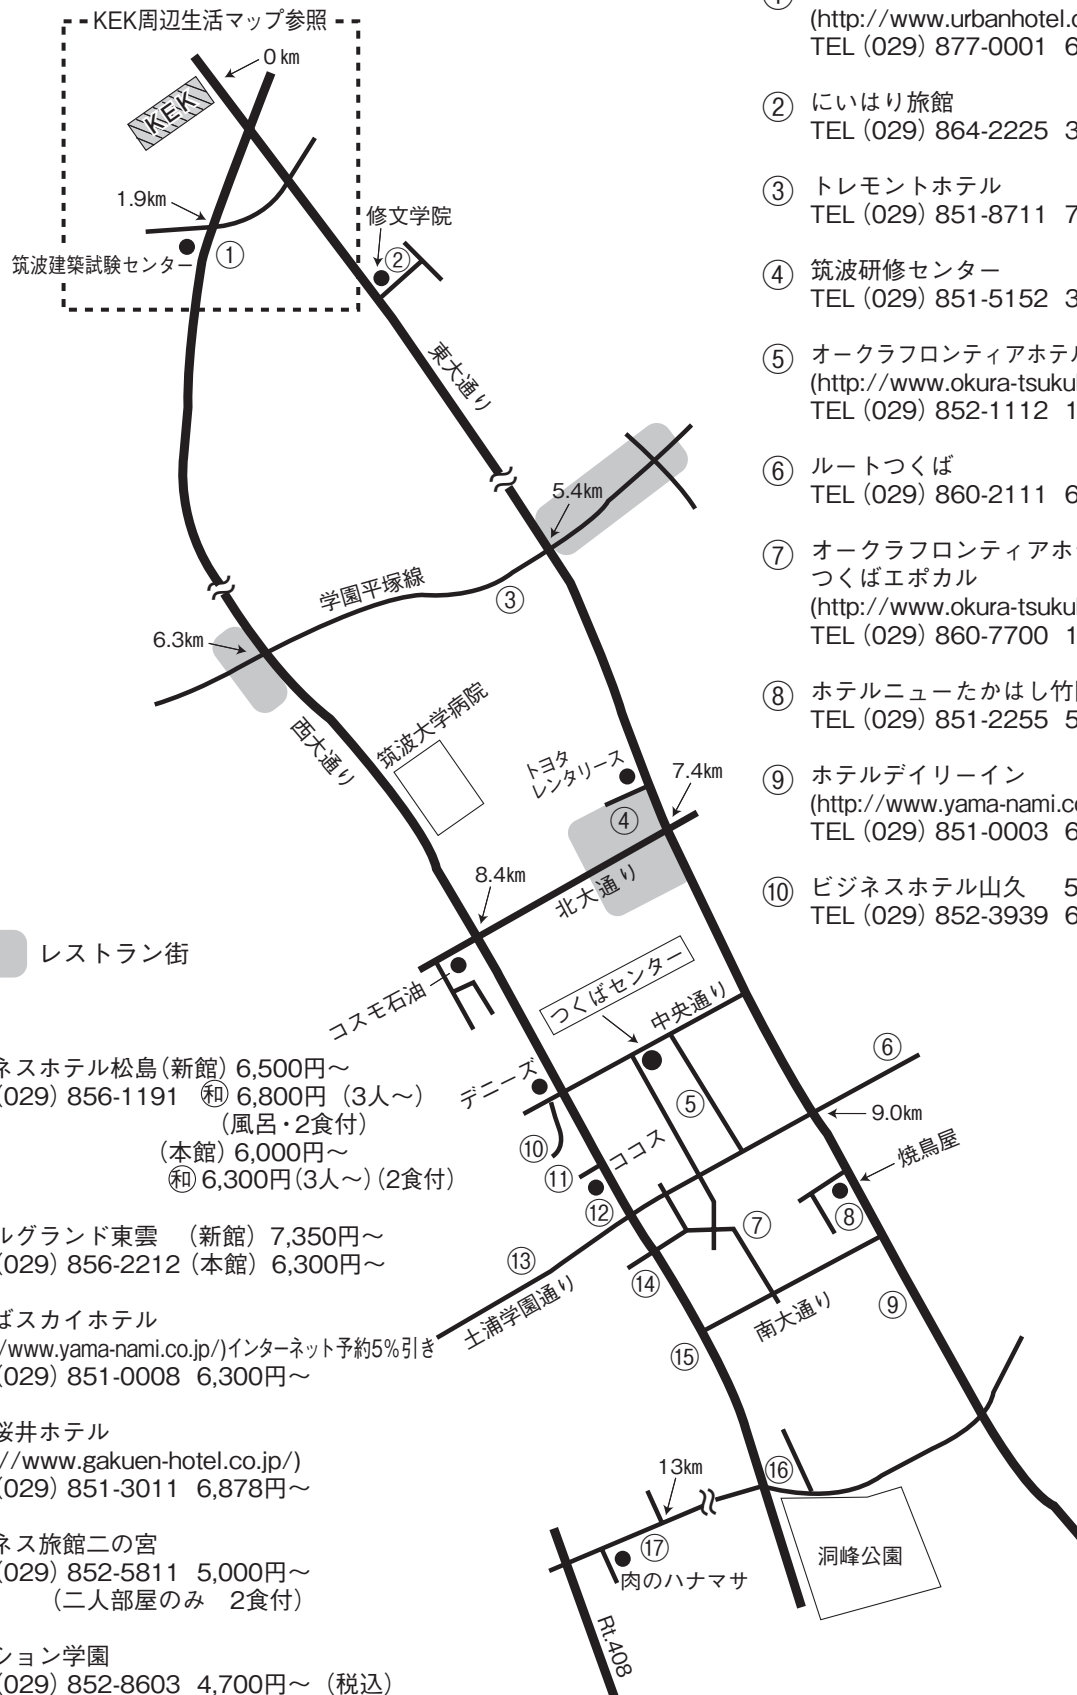 KEK周辺生活マップ参照
0km
KEK
1.9km
筑波建築試験センター
①
修文学院
②
東大通り
5.4km
学園平塚線
③
6.3km
西大通り
筑波大学病院
トヨタ
レンタリース
7.4km
④
8.4km
北大通り
コスモ石油
つくばセンター
中央通り
デニーズ
⑤
⑥
9.0km
⑩
⑪
ココス
焼鳥屋
⑫
⑦
⑧
⑬
⑭
土浦学園通り
南大通り
⑨
⑮
13km
⑯
⑰
肉のハナマサ
洞峰公園
Rt.408
レストラン街
(http://www.urbanhotel.c
TEL (029) 877-0001 6
② にいはり旅館
TEL (029) 864-2225 3
③ トレモントホテル
TEL (029) 851-8711 7
④ 筑波研修センター
TEL (029) 851-5152 3
⑤ オークラフロンティアホテル
(http://www.okura-tsuku
TEL (029) 852-1112 1
⑥ ルートつくば
TEL (029) 860-2111 6
⑦ オークラフロンティアホ
つくばエポカル
(http://www.okura-tsuku
TEL (029) 860-7700 1
⑧ ホテルニューたかはし竹
TEL (029) 851-2255 5
⑨ ホテルデイリーイン
(http://www.yama-nami.c
TEL (029) 851-0003 6
⑩ ビジネスホテル山久 5
TEL (029) 852-3939 6
ネスホテル松島(新館) 6,500円〜
(029) 856-1191 ㊿和 6,800円 (3人〜)
(風呂・2食付)
(本館) 6,000円〜
和 6,300円(3人〜)(2食付)
ルグランド東雲 (新館) 7,350円〜
(029) 856-2212 (本館) 6,300円〜
ばスカイホテル
/www.yama-nami.co.jp/)インターネット予約5%引き
(029) 851-0008 6,300円〜
桜井ホテル
://www.gakuen-hotel.co.jp/)
(029) 851-3011 6,878円〜
ネス旅館二の宮
(029) 852-5811 5,000円〜
(二人部屋のみ 2食付)
ション学園
(029) 852-8603 4,700円〜 (税込)